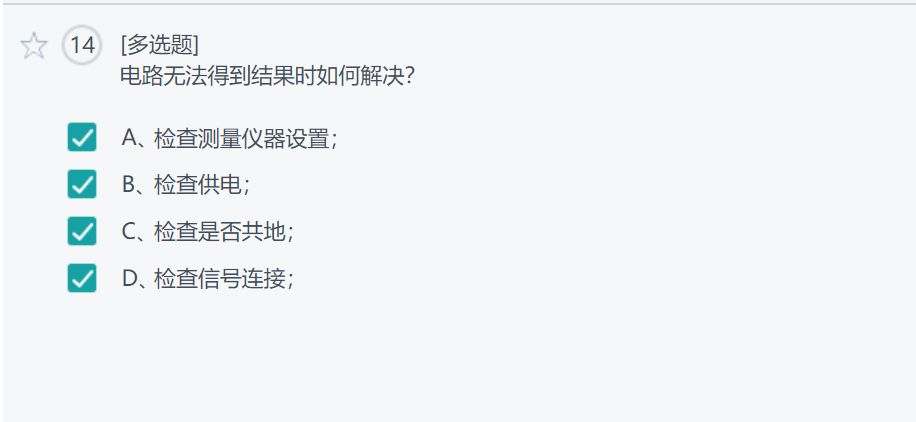 14 [多选题]
电路无法得到结果时如何解决?
A、检查测量仪器设置;
B、检查供电;
C、检查是否共地;
D、检查信号连接;